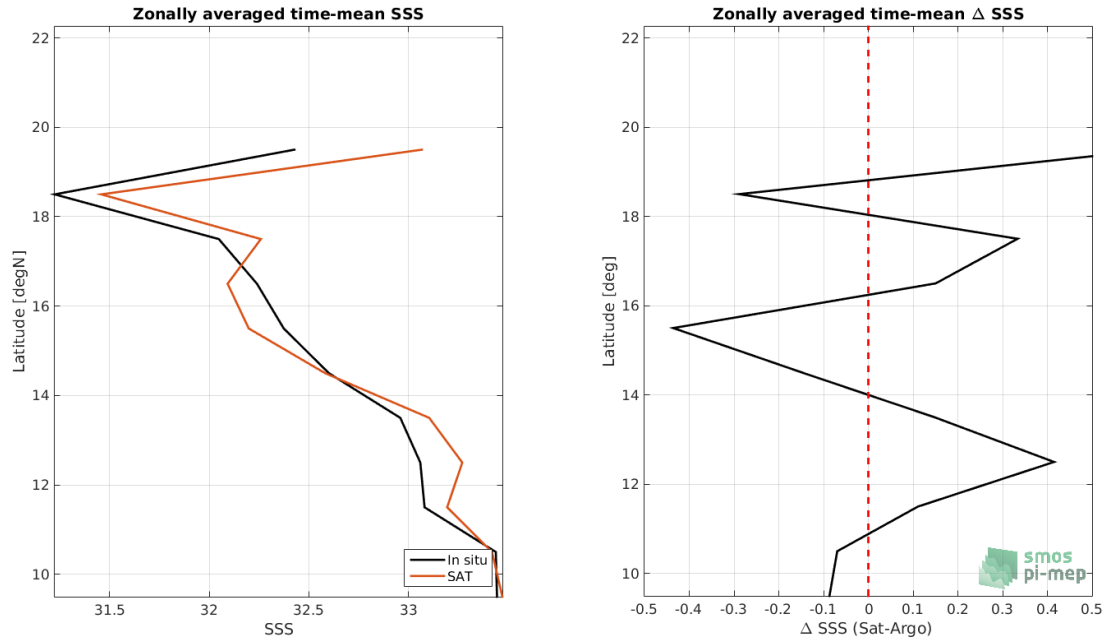 Zonally averaged time-mean SSS
22
20
18
16
14
12
10
Latitude [degN]
31.5 32 32.5 33
SSS
In situ
SAT
Zonally averaged time-mean Δ SSS
22
20
18
16
14
12
10
Latitude [deg]
-0.5 -0.4 -0.3 -0.2 -0.1 0 0.1 0.2 0.3 0.4 0.5
Δ SSS (Sat-Argo)
smos
pi-mep